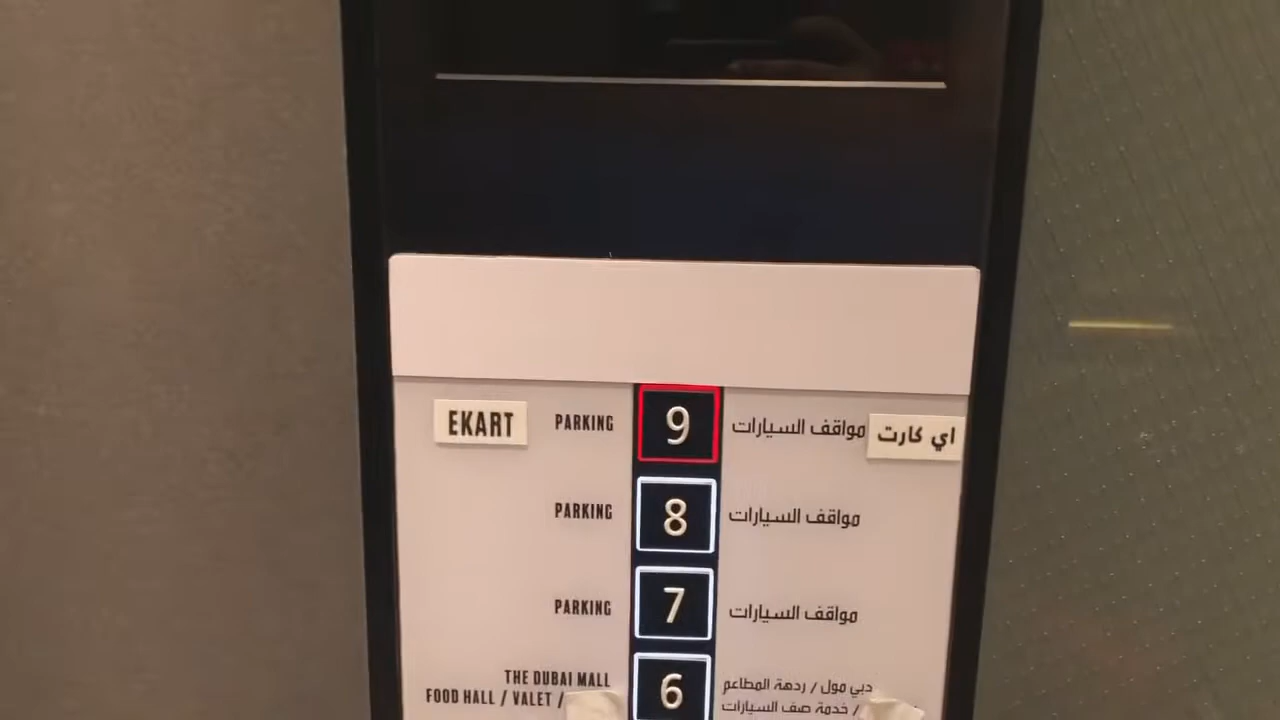 EKART PARKING 9 مواقف السيارات اي كارت
PARKING 8 مواقف السيارات
PARKING 7 مواقف السيارات
THE DUBAI MALL 6 دبي مول / ردهة المطاعم
FOOD HALL / VALET / خدمة صف السيارات /